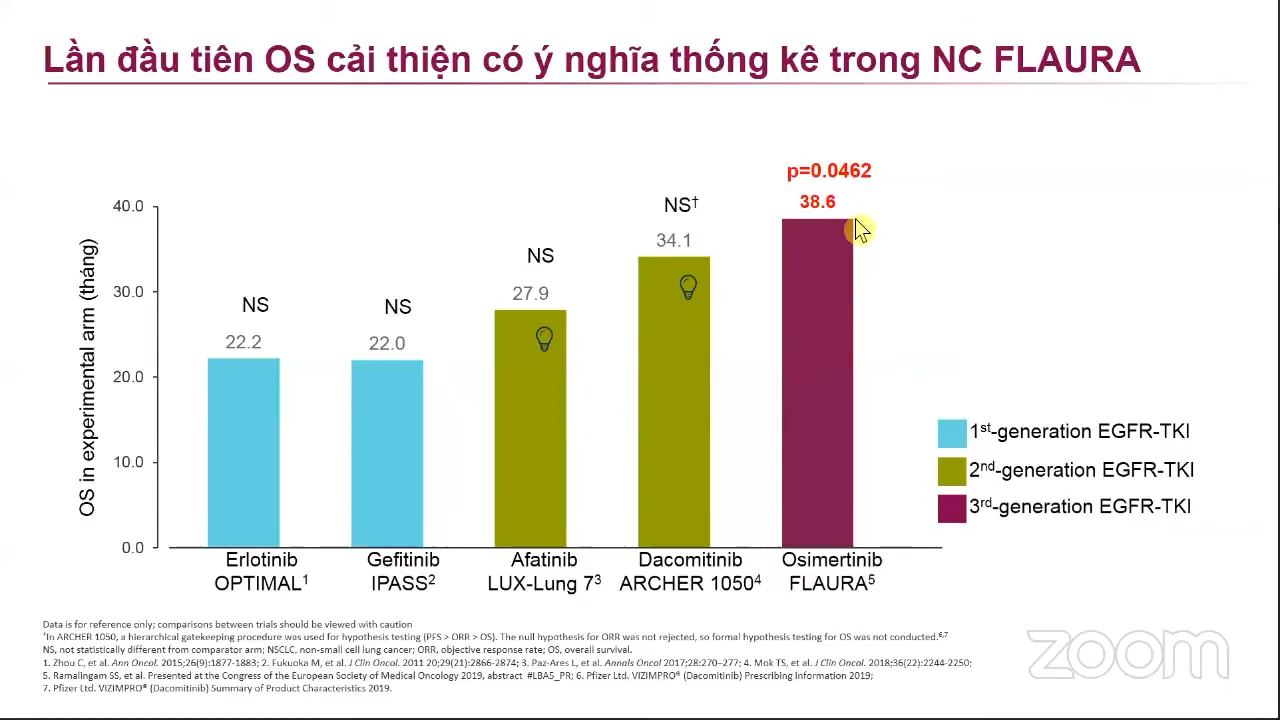 Lần đầu tiên OS cải thiện có ý nghĩa thống kê trong NC FLAURA
p=0.0462
38.6
NS†
34.1
NS
27.9
NS
22.2
NS
22.0
OS in experimental arm (tháng)
40.0
30.0
20.0
10.0
0.0
Erlotinib
OPTIMAL1
Gefitinib
IPASS2
Afatinib
LUX-Lung 73
Dacomitinib
ARCHER 10504
Osimertinib
FLAURA5
1st-generation EGFR-TKI
2nd-generation EGFR-TKI
3rd-generation EGFR-TKI
Data is for reference only; comparisons between trials should be viewed with caution
†In ARCHER 1050, a hierarchical gatekeeping procedure was used for hypothesis testing (PFS > ORR > OS). The null hypothesis for ORR was not rejected, so formal hypothesis testing for OS was not conducted.6,7
NS, not statistically different from comparator arm; NSCLC, non-small cell lung cancer; ORR, objective response rate; OS, overall survival.
1. Zhou C, et al. Ann Oncol. 2015;26(9):1877-1883; 2. Fukuoka M, et al. J Clin Oncol. 2011 20;29(21):2866-2874; 3. Paz-Ares L, et al. Annals Oncol 2017;28:270–277; 4. Mok TS, et al. J Clin Oncol. 2018;36(22):2244-2250;
5. Ramalingam SS, et al. Presented at the Congress of the European Society of Medical Oncology 2019, abstract #LBA5_PR; 6. Pfizer Ltd. VIZIMPRO® (Dacomitinib) Prescribing Information 2019;
7. Pfizer Ltd. VIZIMPRO® (Dacomitinib) Summary of Product Characteristics 2019.
zoom